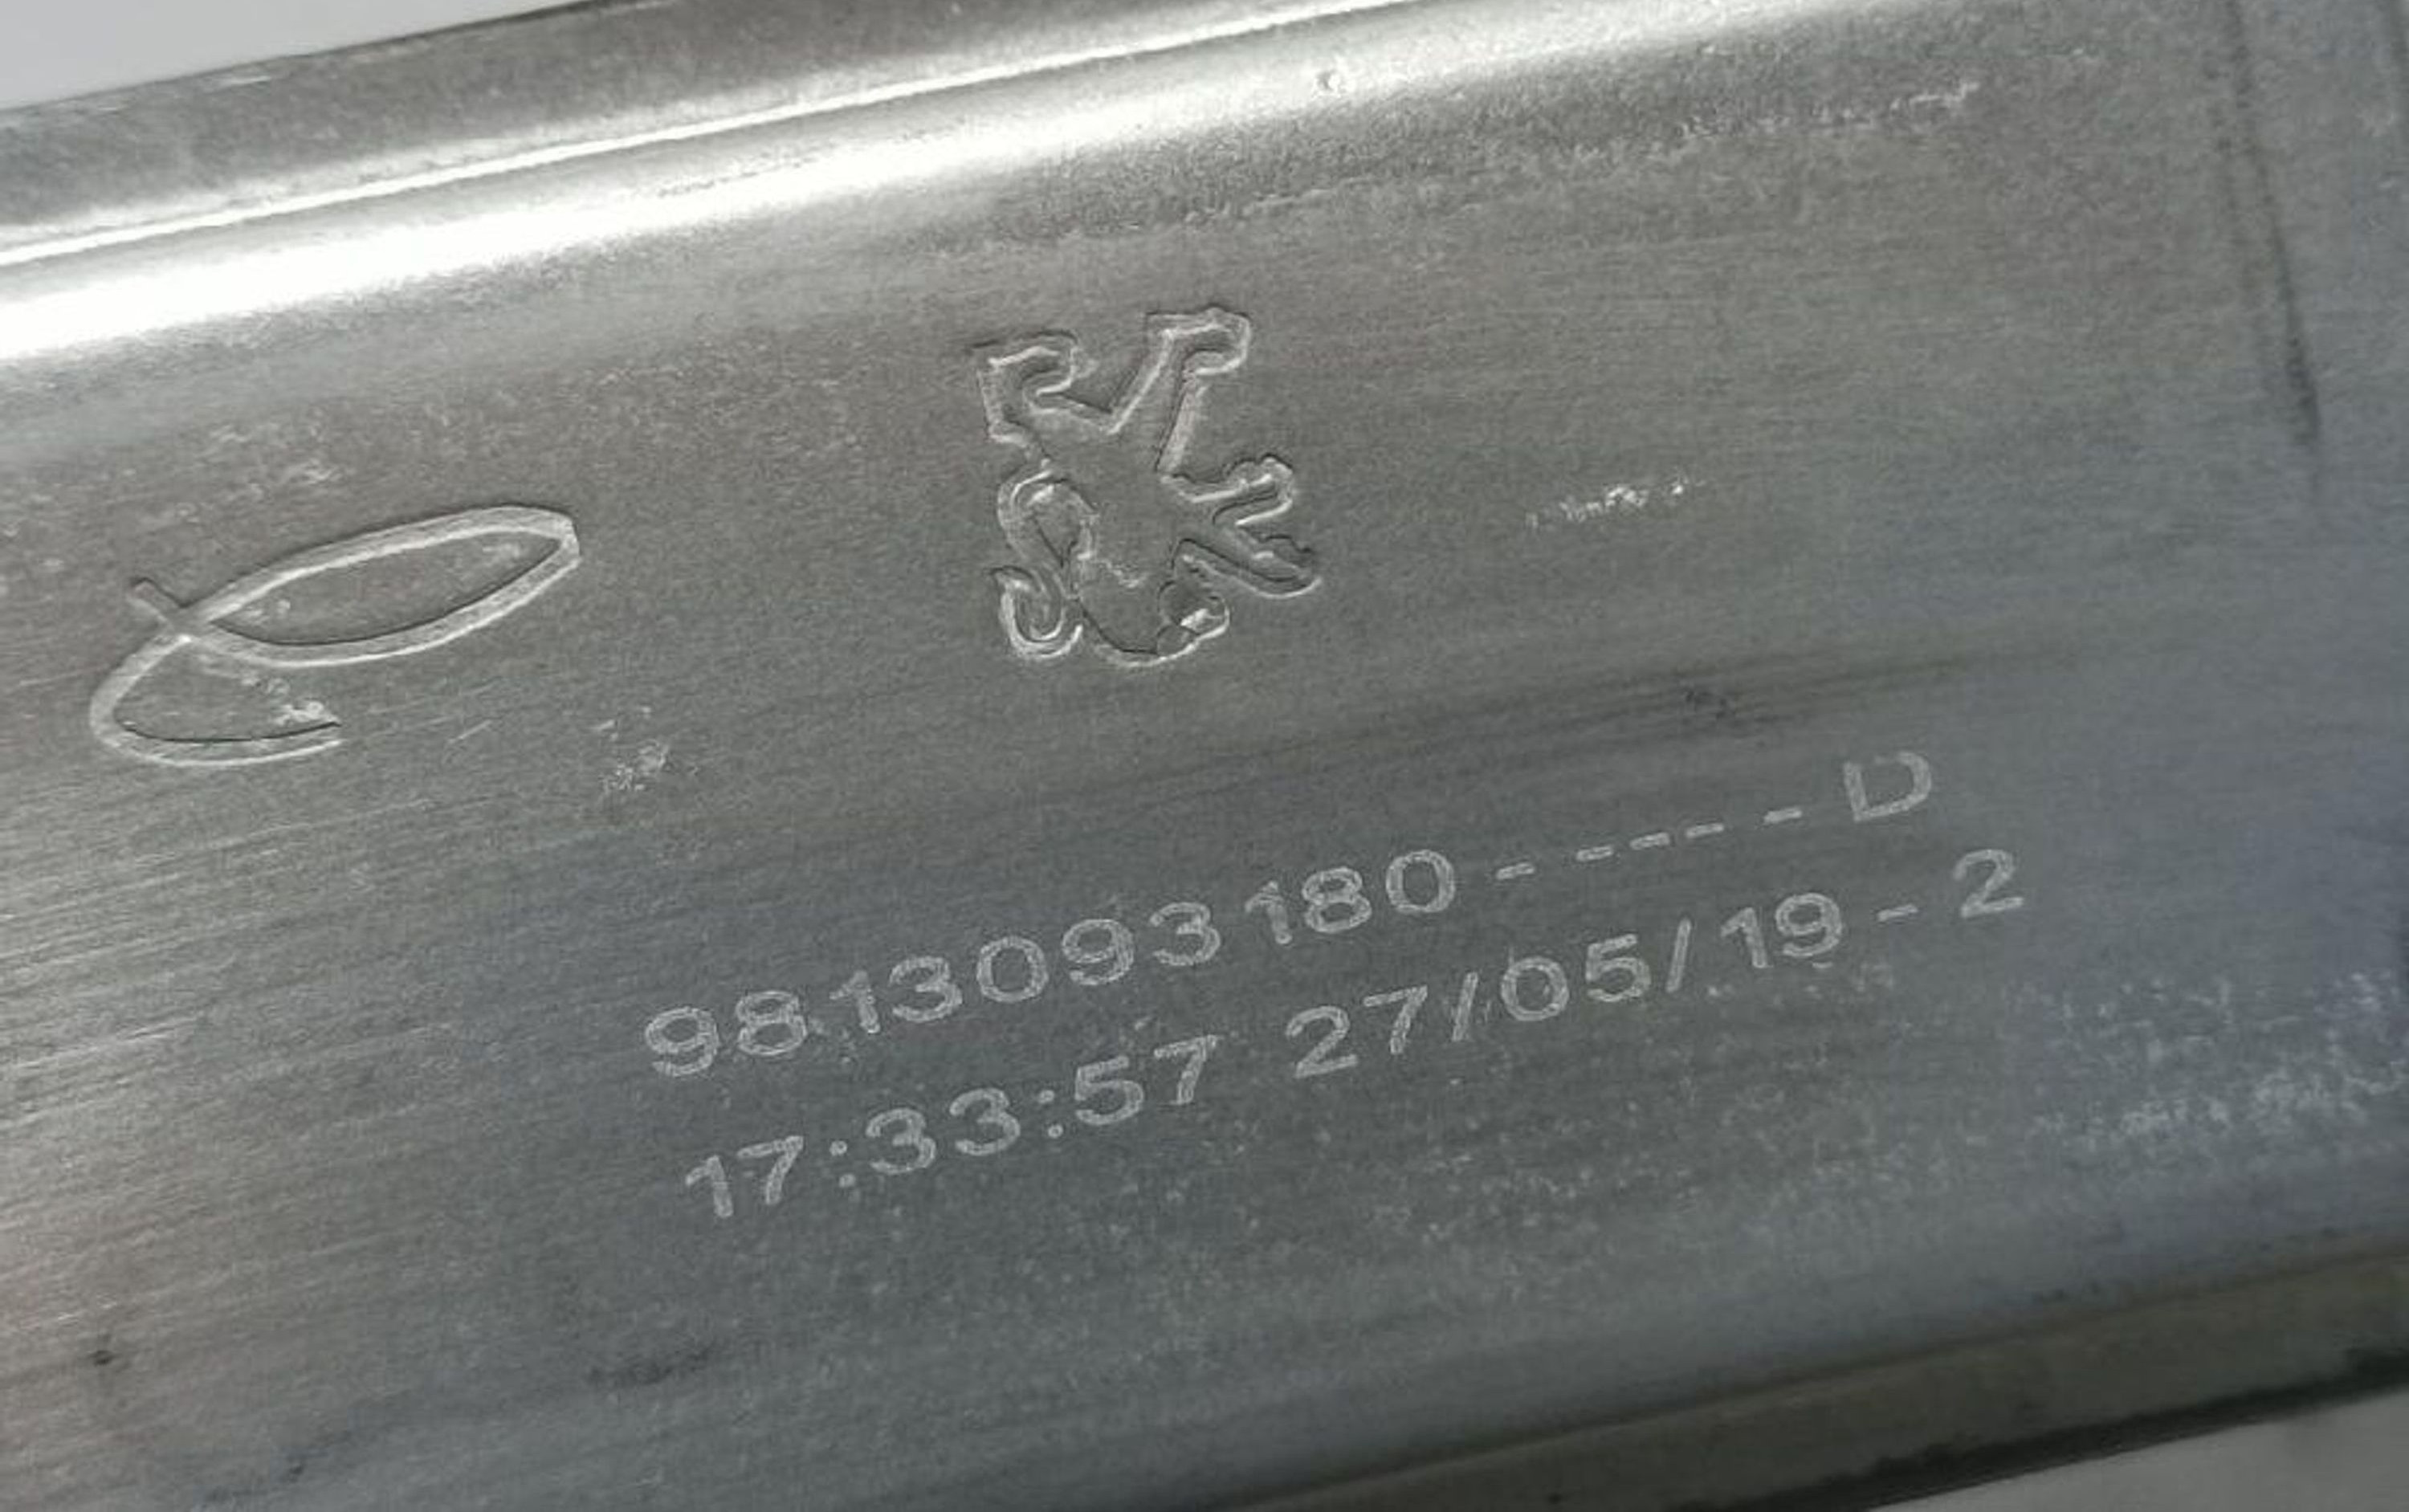 9813093180- ---- D
17:33:57 27/05/19 - 2